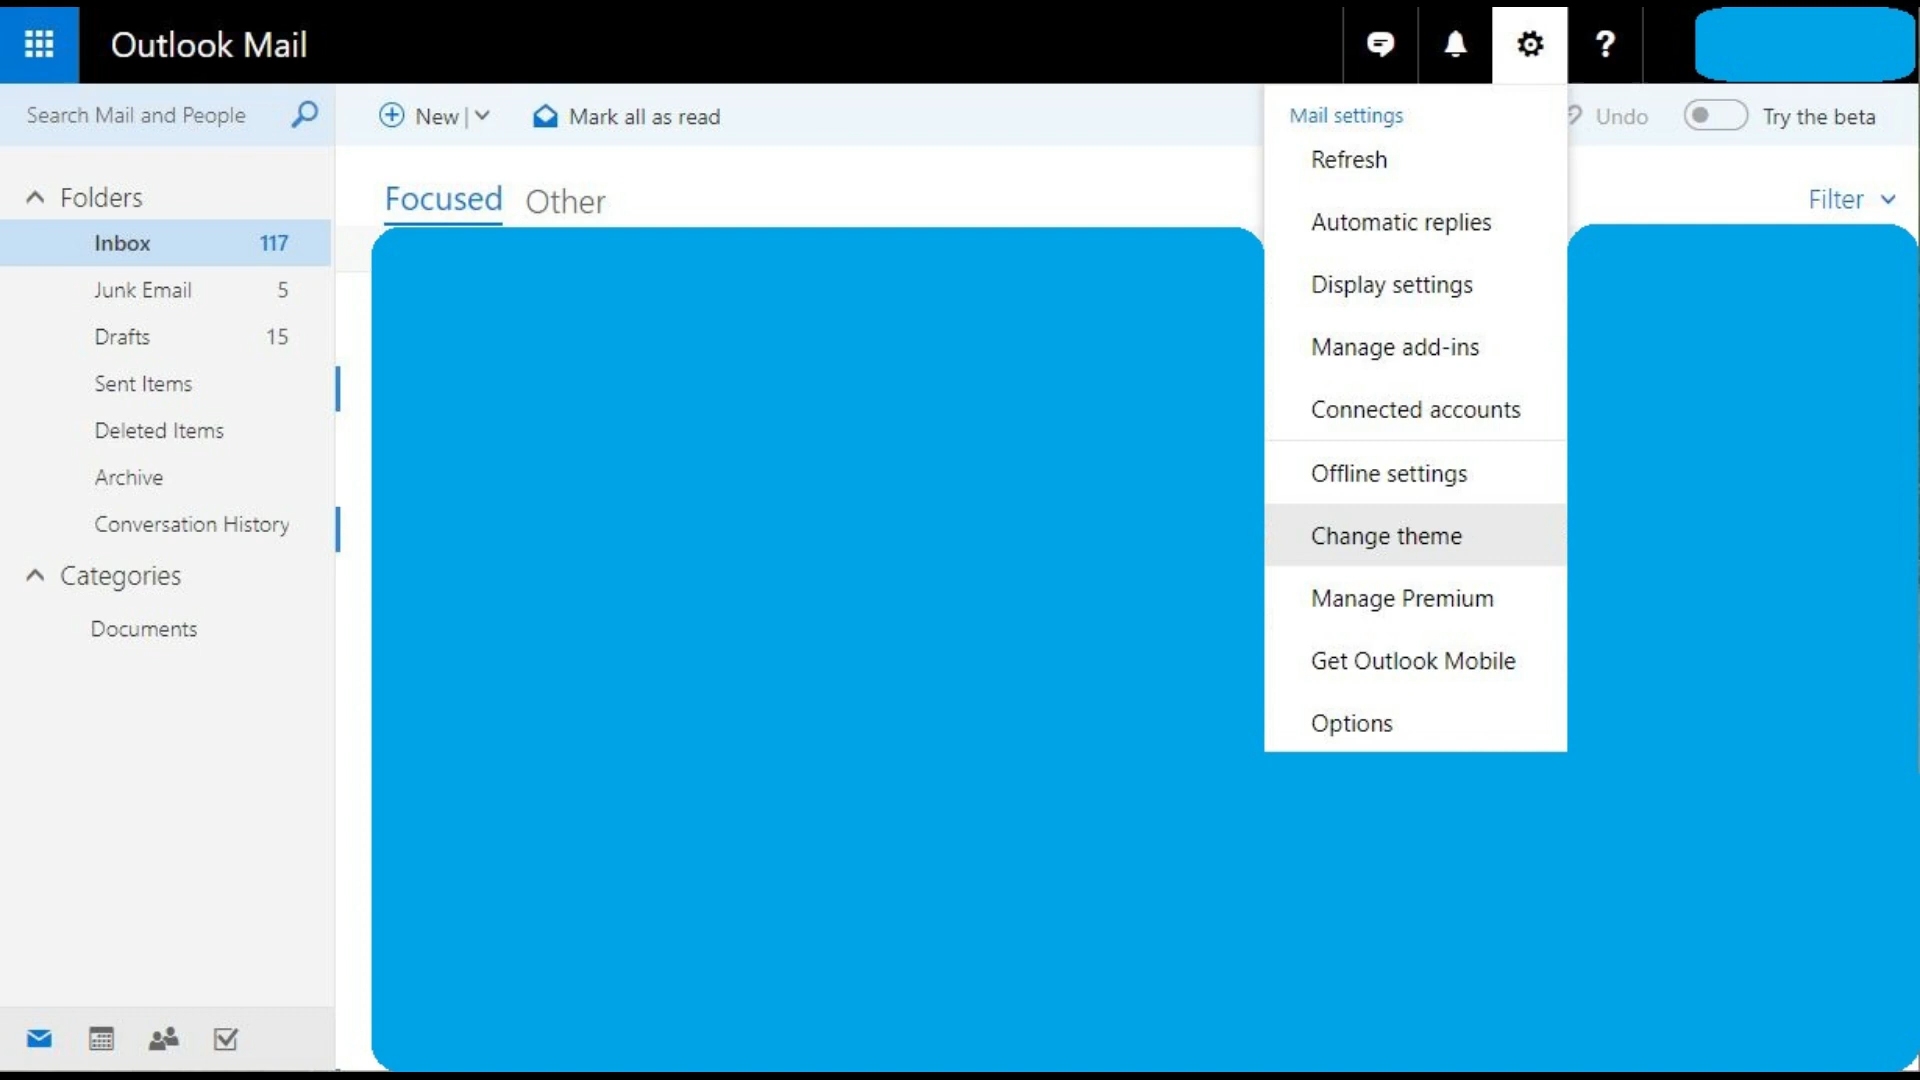 Outlook Mail
?
Search Mail and People
New
Mark all as read
Undo
Try the beta
Folders
Inbox 117
Junk Email 5
Drafts 15
Sent Items
Deleted Items
Archive
Conversation History
Categories
Documents
Focused Other
Filter
Mail settings
Refresh
Automatic replies
Display settings
Manage add-ins
Connected accounts
Offline settings
Change theme
Manage Premium
Get Outlook Mobile
Options